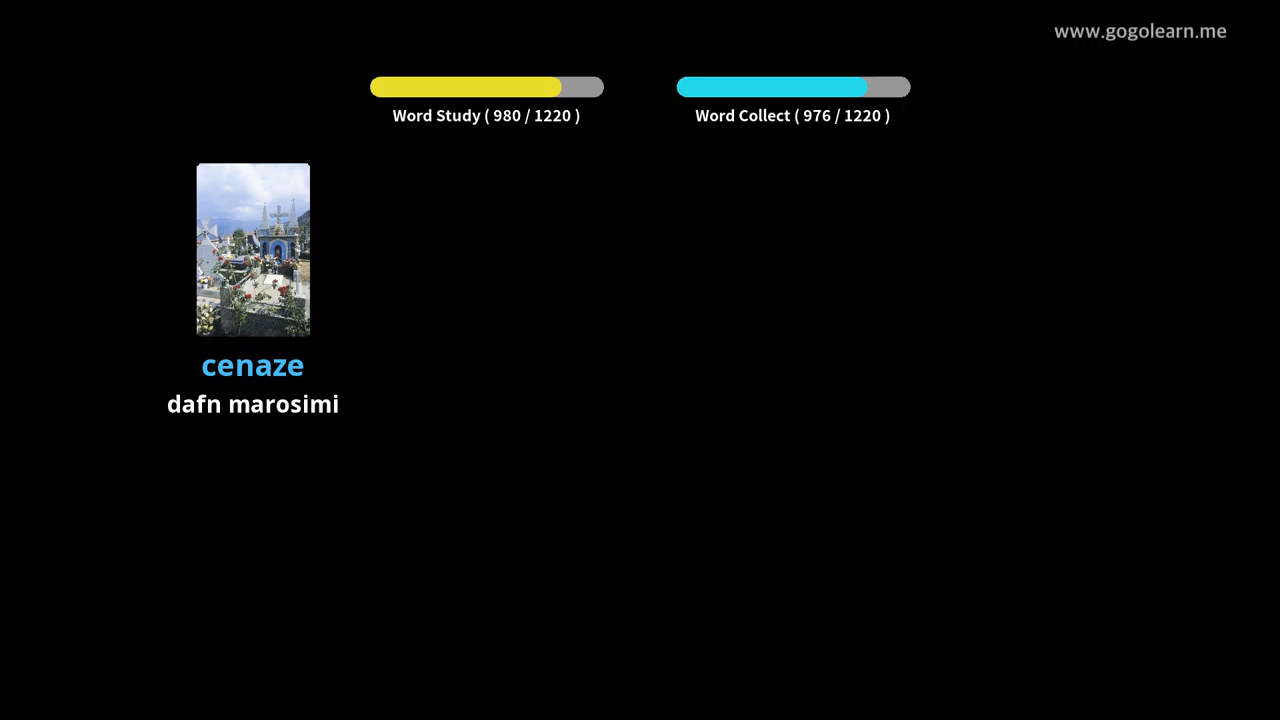 www.gogolearn.me
Word Study ( 980 / 1220 )
Word Collect ( 976 / 1220 )
cenaze
dafn marosimi